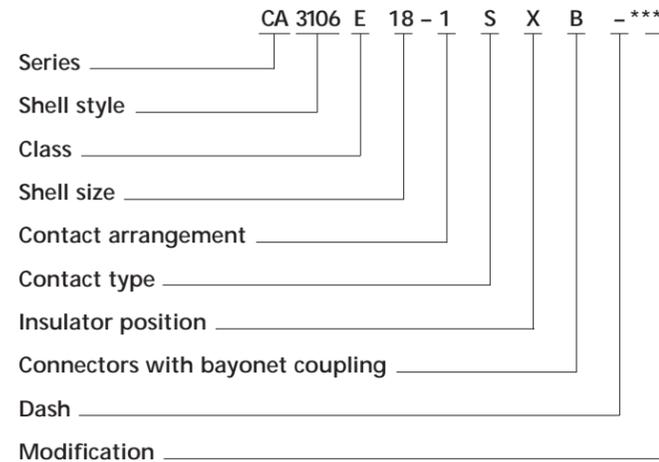 CA 3106 E 18 – 1 S X B – ***
Series
Shell style
Class
Shell size
Contact arrangement
Contact type
Insulator position
Connectors with bayonet coupling
Dash
Modification